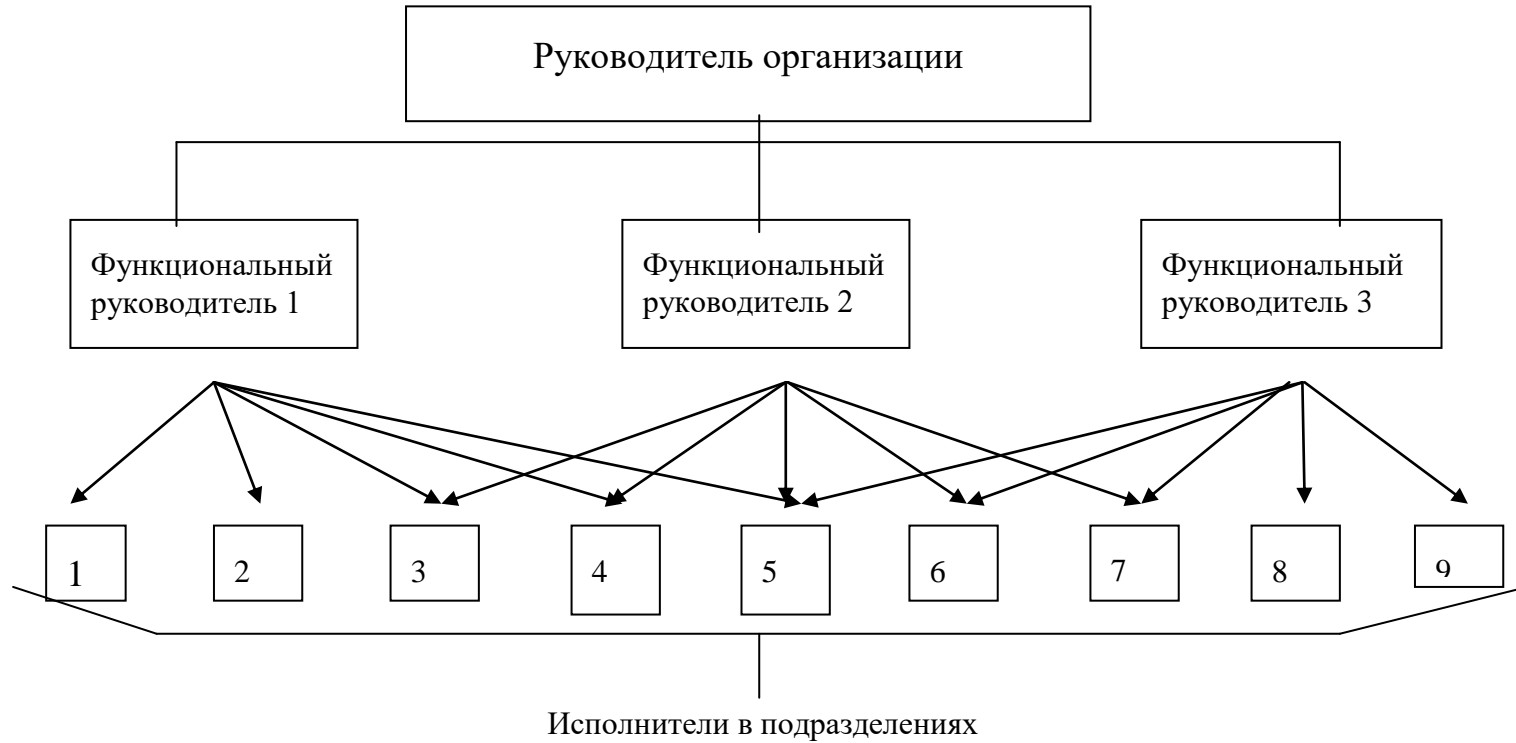 Руководитель организации
Функциональный
руководитель 1
Функциональный
руководитель 2
Функциональный
руководитель 3
1
2
3
4
5
6
7
8
9
Исполнители в подразделениях